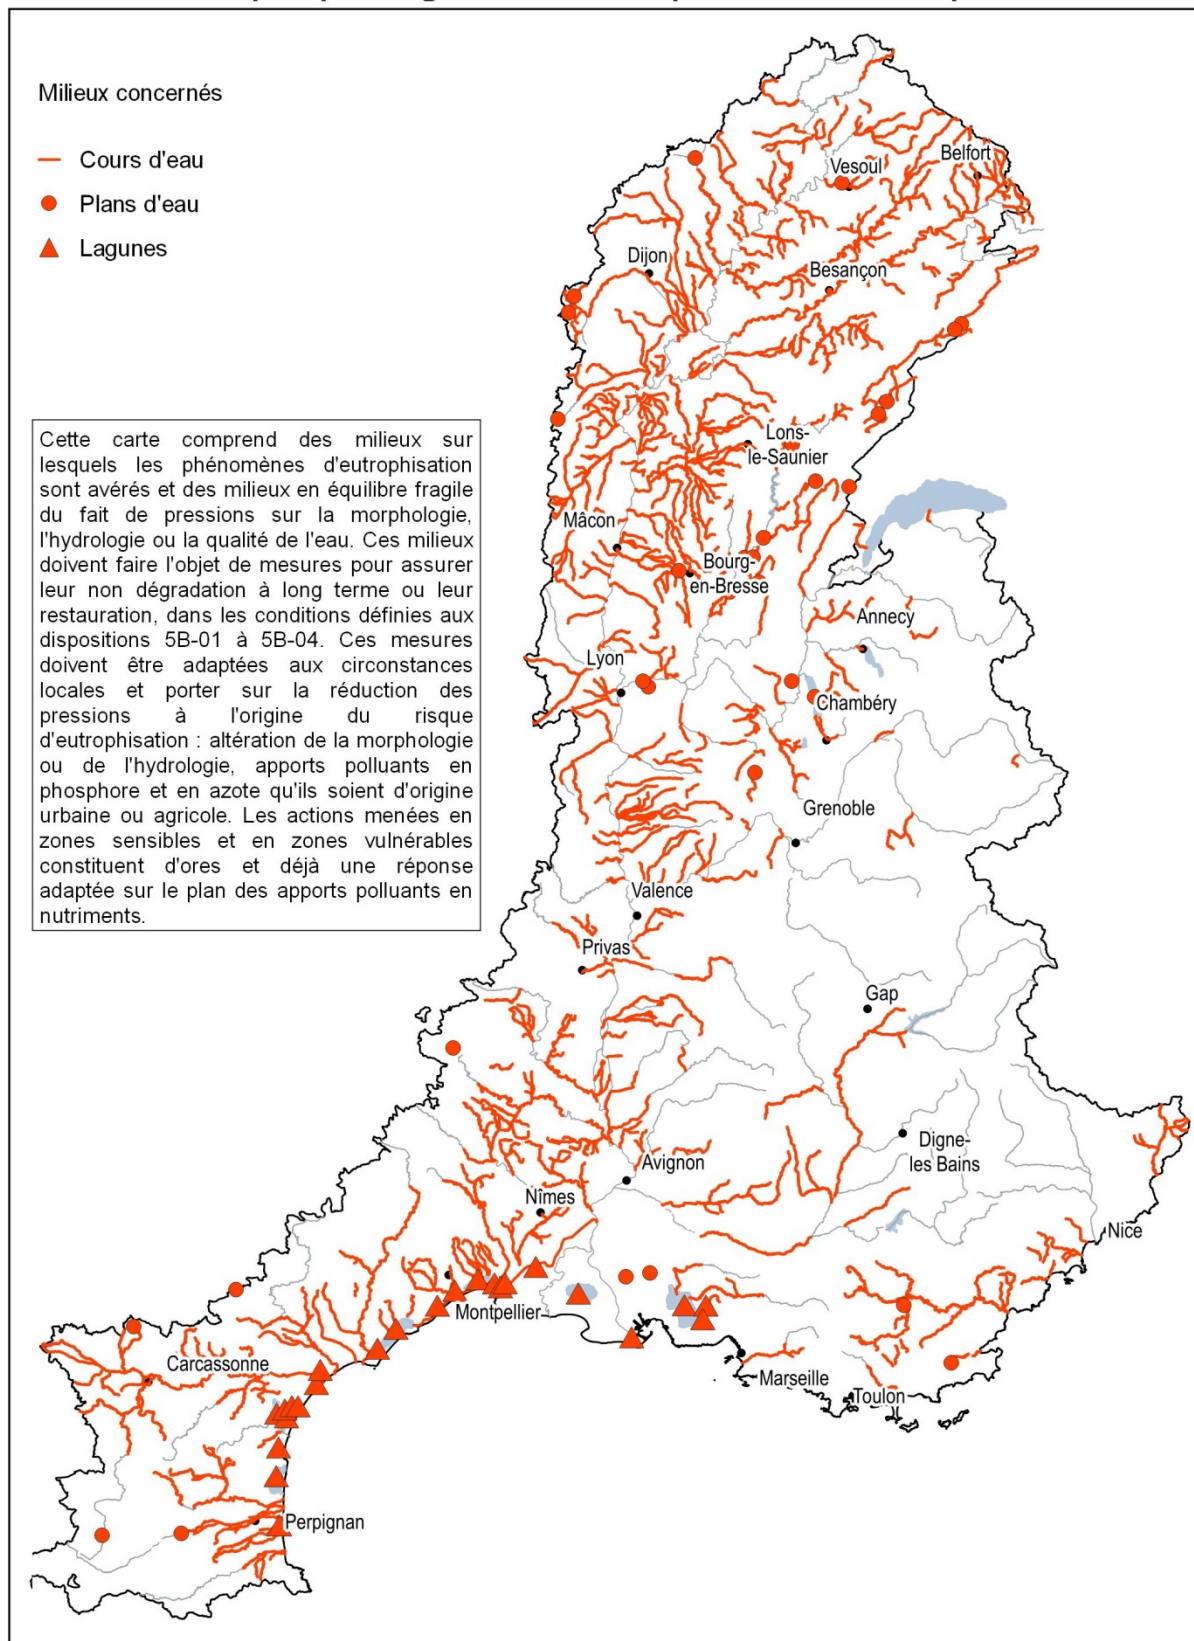 Milieux concernés
Cours d'eau
Plans d'eau
Lagunes
Cette carte comprend des milieux sur
lesquels les phénomènes d'eutrophisation
sont avérés et des milieux en équilibre fragile
du fait de pressions sur la morphologie,
l'hydrologie ou la qualité de l'eau. Ces milieux
doivent faire l'objet de mesures pour assurer
leur non dégradation à long terme ou leur
restauration, dans les conditions définies aux
dispositions 5B-01 à 5B-04. Ces mesures
doivent être adaptées aux circonstances
locales et porter sur la réduction des
pressions à l'origine du risque
d'eutrophisation : altération de la morphologie
ou de l'hydrologie, apports polluants en
phosphore et en azote qu'ils soient d'origine
urbaine ou agricole. Les actions menées en
zones sensibles et en zones vulnérables
constituent d'ores et déjà une réponse
adaptée sur le plan des apports polluants en
nutriments.
Vesoul
Belfort
Dijon
Besançon
Lons-
le-Saunier
Mâcon
Bourg-
en-Bresse
Annecy
Lyon
Chambéry
Grenoble
Valence
Privas
Gap
Digne-
les Bains
Avignon
Nîmes
Nice
Montpellier
Carcassonne
Marseille
Toulon
Perpignan